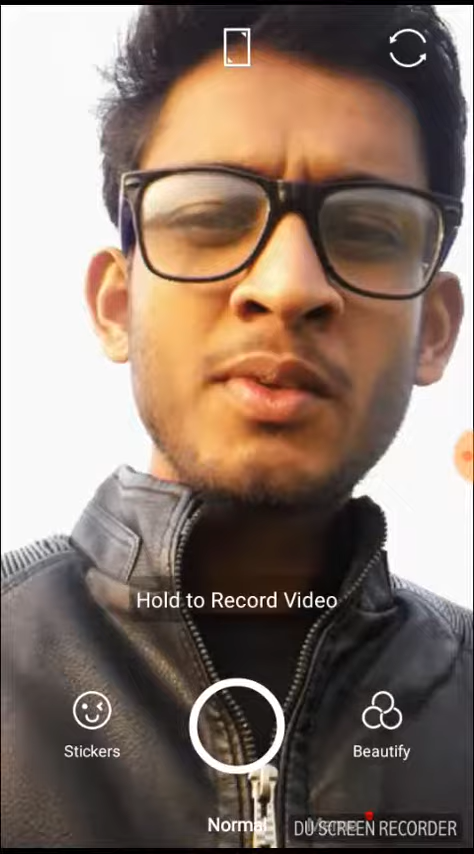 Hold to Record Video
Stickers
Beautify
Normal
DU SCREEN RECORDER